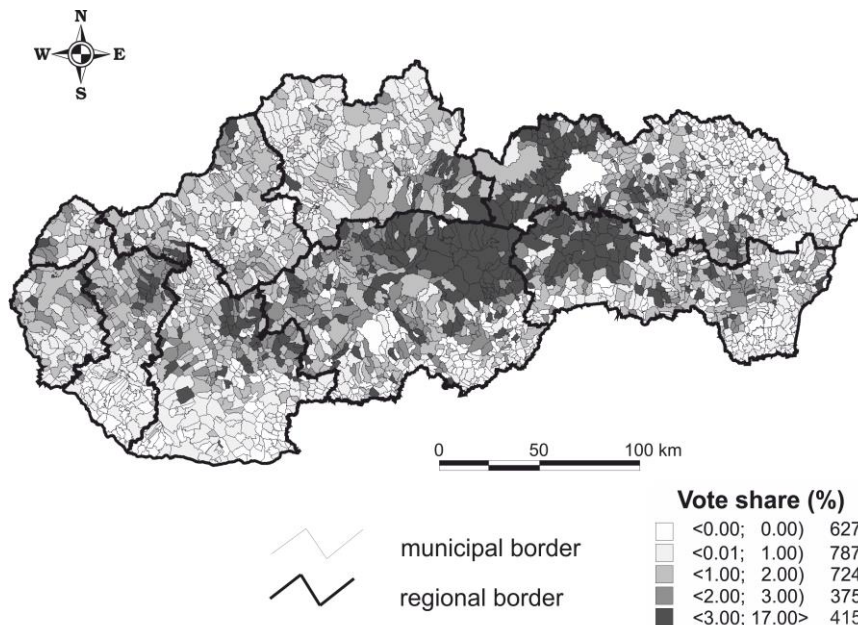 N
W E
S
0 50 100 km
Vote share (%)
<0.00; 0.00) 627
<0.01; 1.00) 787
<1.00; 2.00) 724
<2.00; 3.00) 375
<3.00; 17.00> 415
municipal border
regional border